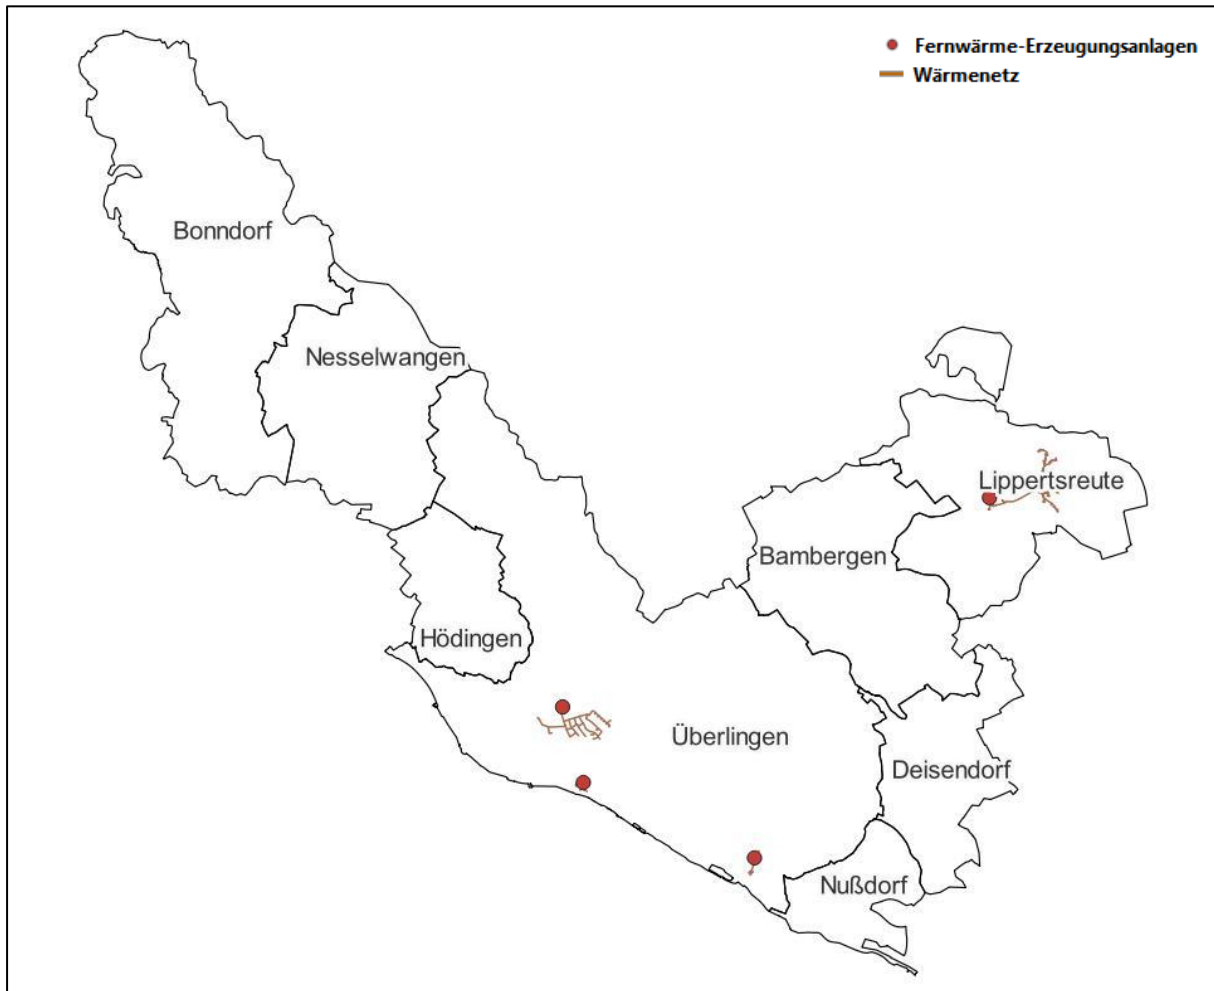 Fernwärme-Erzeugungsanlagen
Wärmenetz
Bonndorf
Nesselwangen
Lippertsreute
Bambergen
Hödingen
Überlingen
Deisendorf
Nußdorf